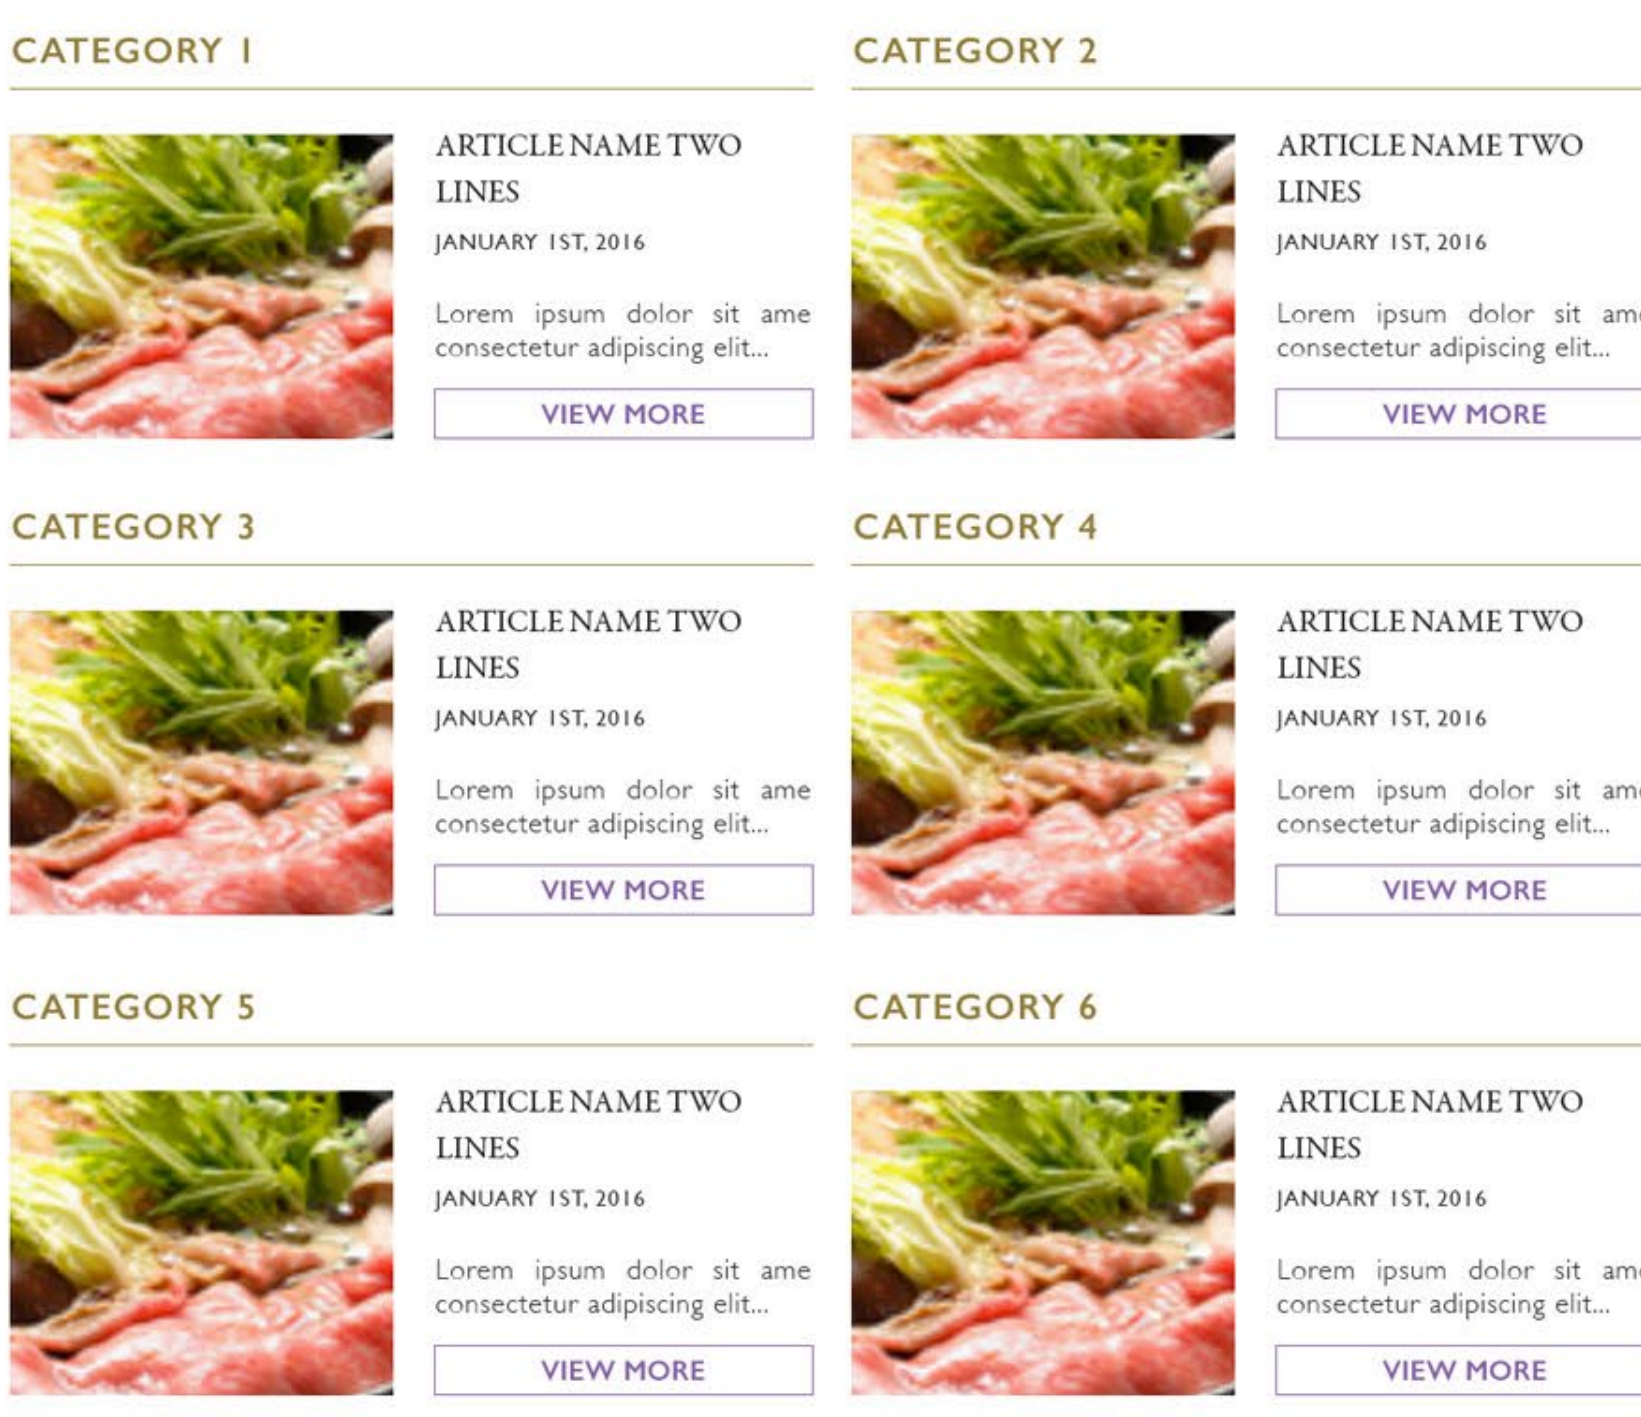 CATEGORY 1
ARTICLE NAME TWO
LINES
JANUARY 1ST, 2016
Lorem ipsum dolor sit ame
consectetur adipiscing elit...
VIEW MORE
CATEGORY 2
ARTICLE NAME TWO
LINES
JANUARY 1ST, 2016
Lorem ipsum dolor sit
consectetur adipiscing elit...
VIEW MORE
CATEGORY 3
ARTICLE NAME TWO
LINES
JANUARY 1ST, 2016
Lorem ipsum dolor sit ame
consectetur adipiscing elit...
VIEW MORE
CATEGORY 4
ARTICLE NAME TWO
LINES
JANUARY 1ST, 2016
Lorem ipsum dolor sit
consectetur adipiscing elit...
VIEW MORE
CATEGORY 5
ARTICLE NAME TWO
LINES
JANUARY 1ST, 2016
Lorem ipsum dolor sit ame
consectetur adipiscing elit...
VIEW MORE
CATEGORY 6
ARTICLE NAME TWO
LINES
JANUARY 1ST, 2016
Lorem ipsum dolor sit
consectetur adipiscing elit...
VIEW MORE